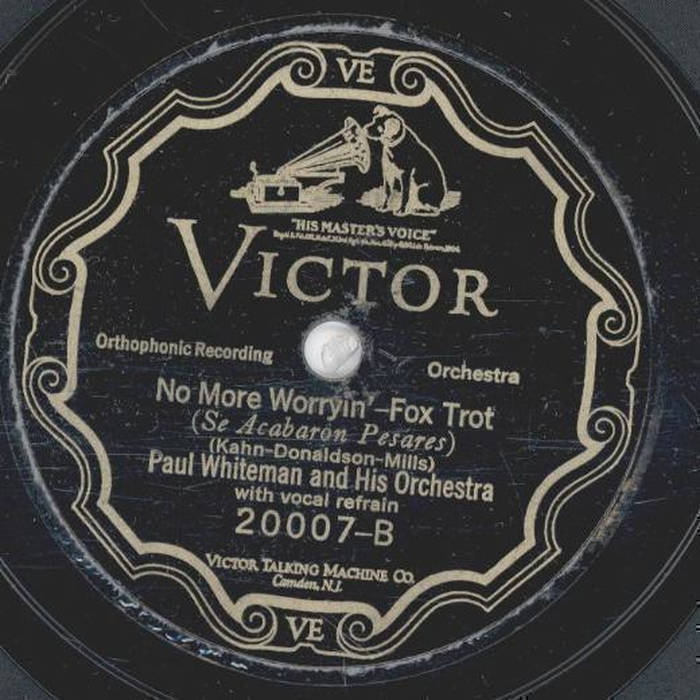 VE
"HIS MASTER'S VOICE"
VICTOR
Orthophonic Recording
Orchestra
No More Worryin'–Fox Trot
(Se Acabarón Pesares)
(Kahn–Donaldson–Mills)
Paul Whiteman and His Orchestra
with vocal refrain
20007–B
VICTOR TALKING MACHINE CO.
Camden, N.J.
VE